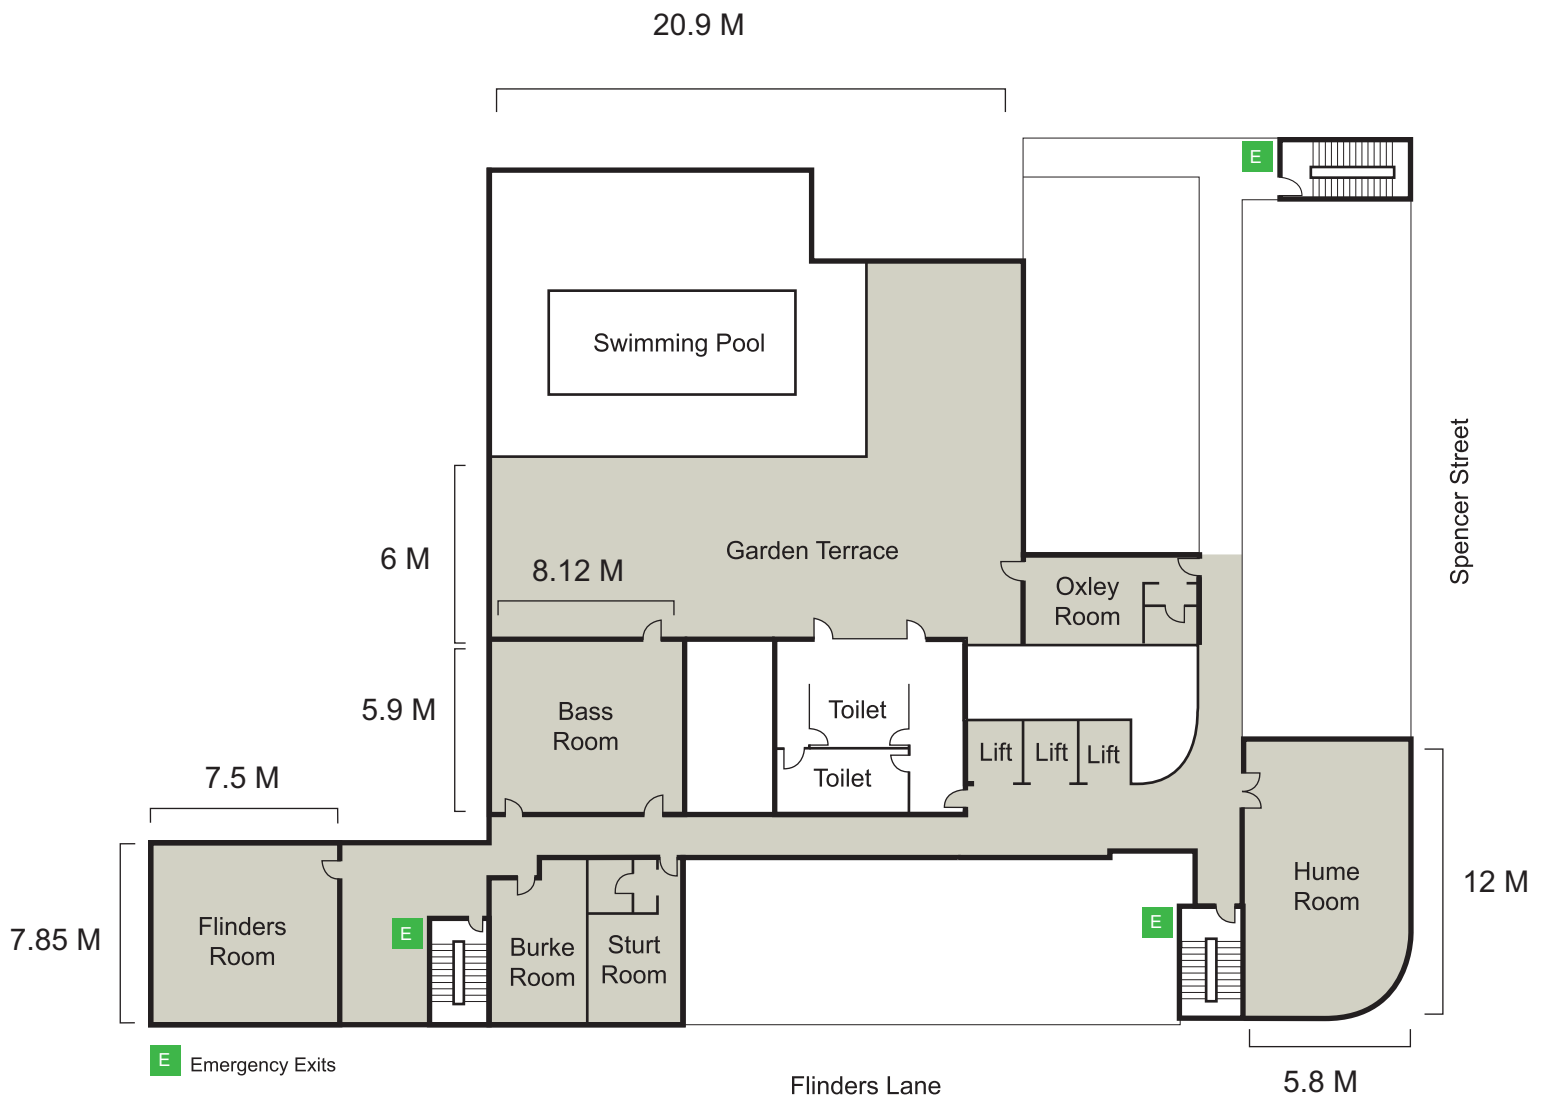 20.9 M
E
Swimming Pool
Spencer Street
6 M
Garden Terrace
8.12 M
Oxley
Room
5.9 M
Bass
Room
Toilet
Lift
Lift
Lift
Toilet
7.5 M
Hume
Room
12 M
7.85 M
Flinders
Room
E
Burke
Room
Sturt
Room
E
E
Emergency Exits
Flinders Lane
5.8 M